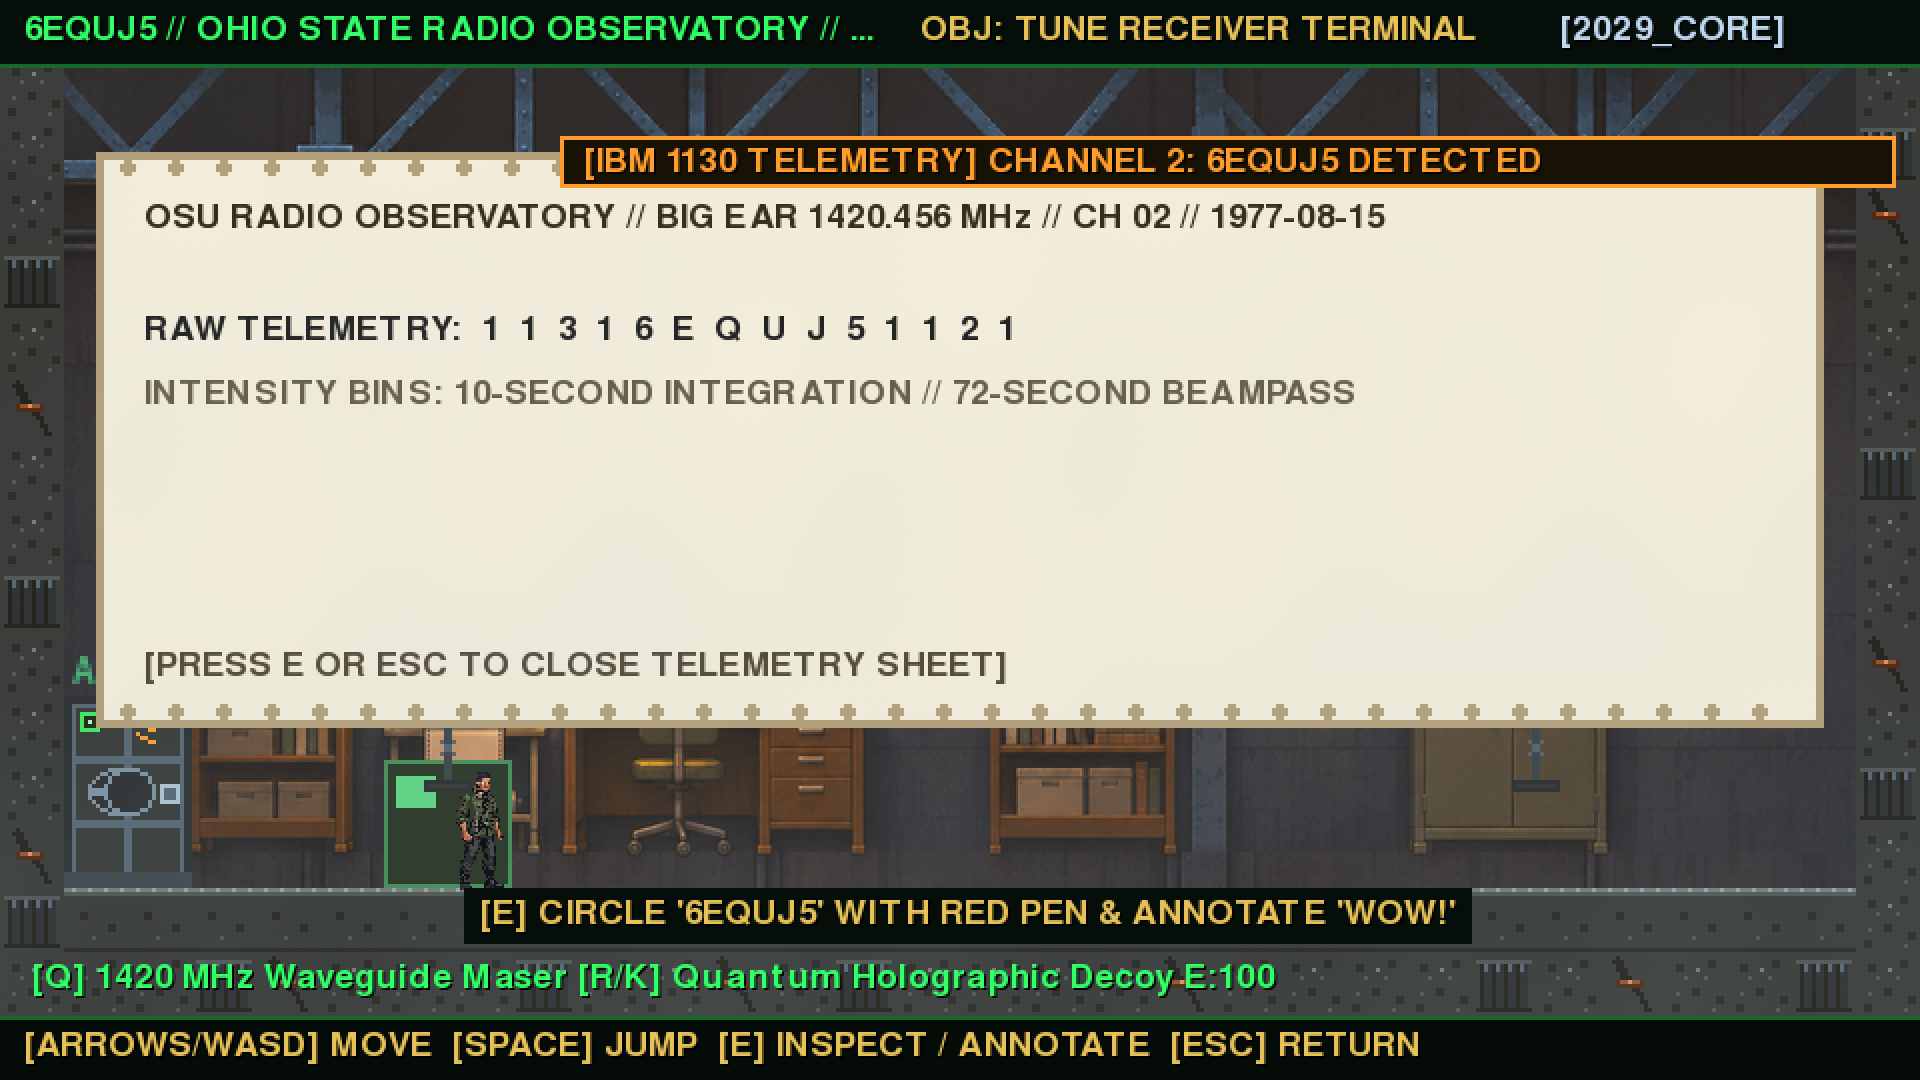 6EQUJ5 // OHIO STATE RADIO OBSERVATORY // ... OBJ: TUNE RECEIVER TERMINAL [2029_CORE]
[IBM 1130 TELEMETRY] CHANNEL 2: 6EQUJ5 DETECTED
OSU RADIO OBSERVATORY // BIG EAR 1420.456 MHz // CH 02 // 1977-08-15
RAW TELEMETRY: 1 1 3 1 6 E Q U J 5 1 1 2 1
INTENSITY BINS: 10-SECOND INTEGRATION // 72-SECOND BEAMPASS
[PRESS E OR ESC TO CLOSE TELEMETRY SHEET]
A
[E] CIRCLE '6EQUJ5' WITH RED PEN & ANNOTATE 'WOW!'
[Q] 1420 MHz Waveguide Maser [R/K] Quantum Holographic Decoy E:100
[ARROWS/WASD] MOVE [SPACE] JUMP [E] INSPECT / ANNOTATE [ESC] RETURN